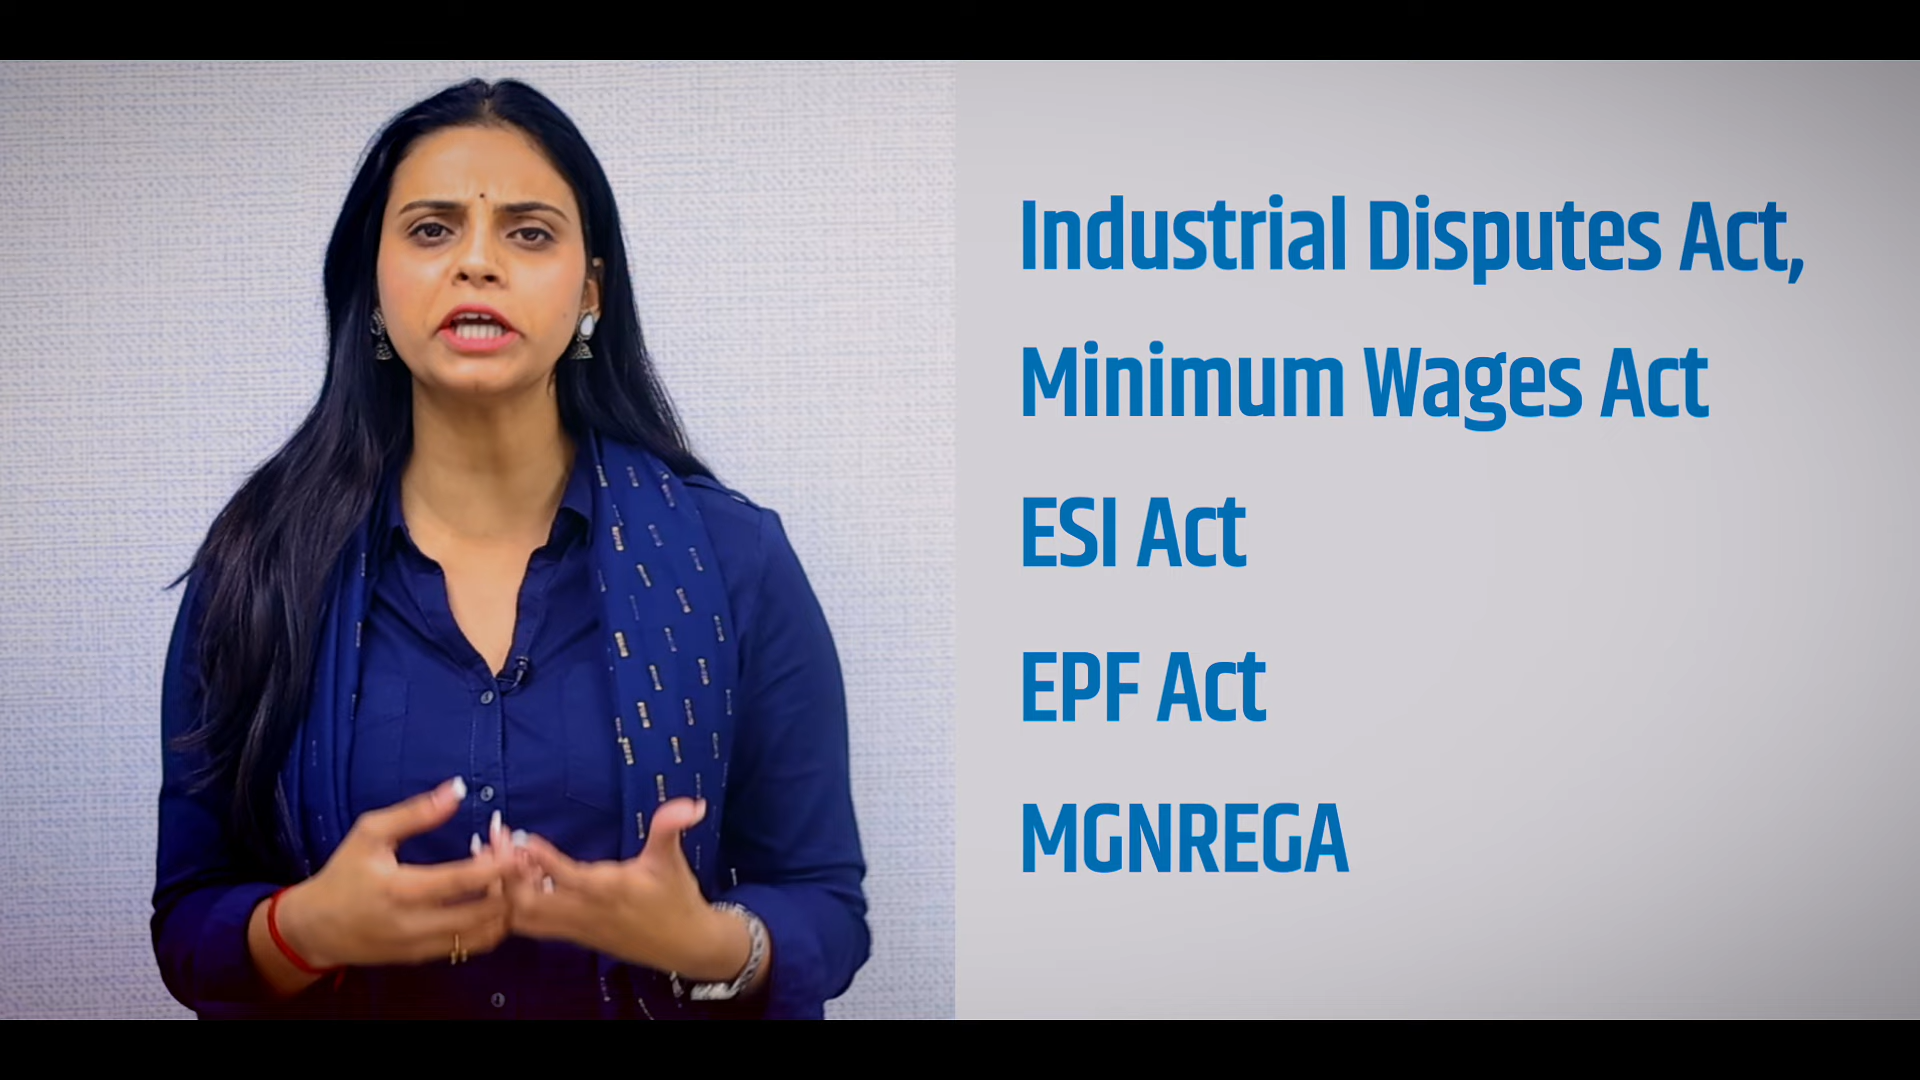 Industrial Disputes Act,
Minimum Wages Act
ESI Act
EPF Act
MGNREGA